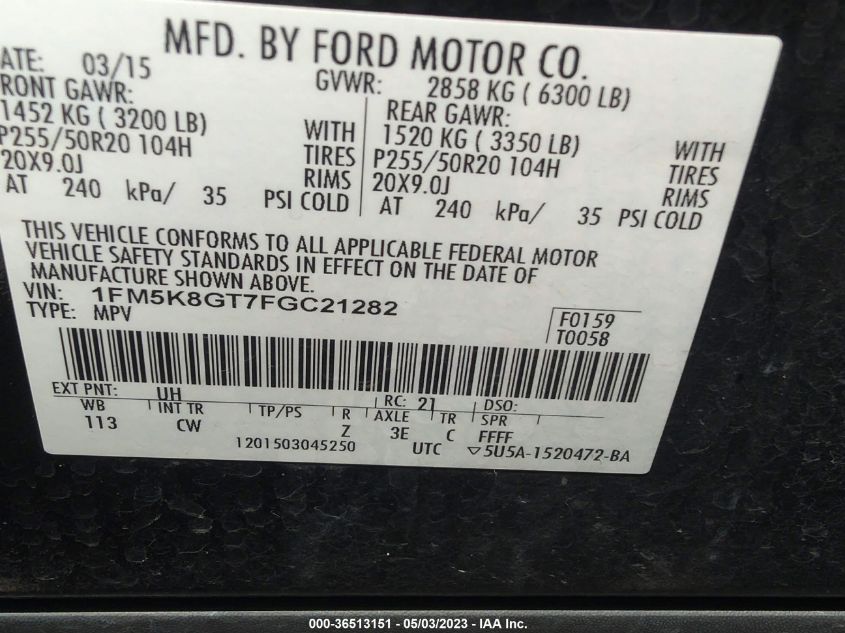 MFD. BY FORD MOTOR CO.
ATE: 03/15 GVWR: 2858 KG ( 6300 LB)
RONT GAWR: REAR GAWR:
1452 KG ( 3200 LB) WITH 1520 KG ( 3350 LB) WITH
P255/50R20 104H TIRES P255/50R20 104H TIRES
20X9.0J RIMS 20X9.0J RIMS
AT 240 kPa/ 35 PSI COLD AT 240 kPa/ 35 PSI COLD
THIS VEHICLE CONFORMS TO ALL APPLICABLE FEDERAL MOTOR
VEHICLE SAFETY STANDARDS IN EFFECT ON THE DATE OF
MANUFACTURE SHOWN ABOVE.
VIN: 1FM5K8GT7FGC21282
TYPE: MPV
F0159
T0058
EXT PNT: UH RC: 21 DSO:
WB INT TR TP/PS R AXLE TR SPR
113 CW Z 3E C FFFF
1201503045250 UTC ▽5U5A-1520472-BA
000-36513151 - 05/03/2023 - IAA Inc.